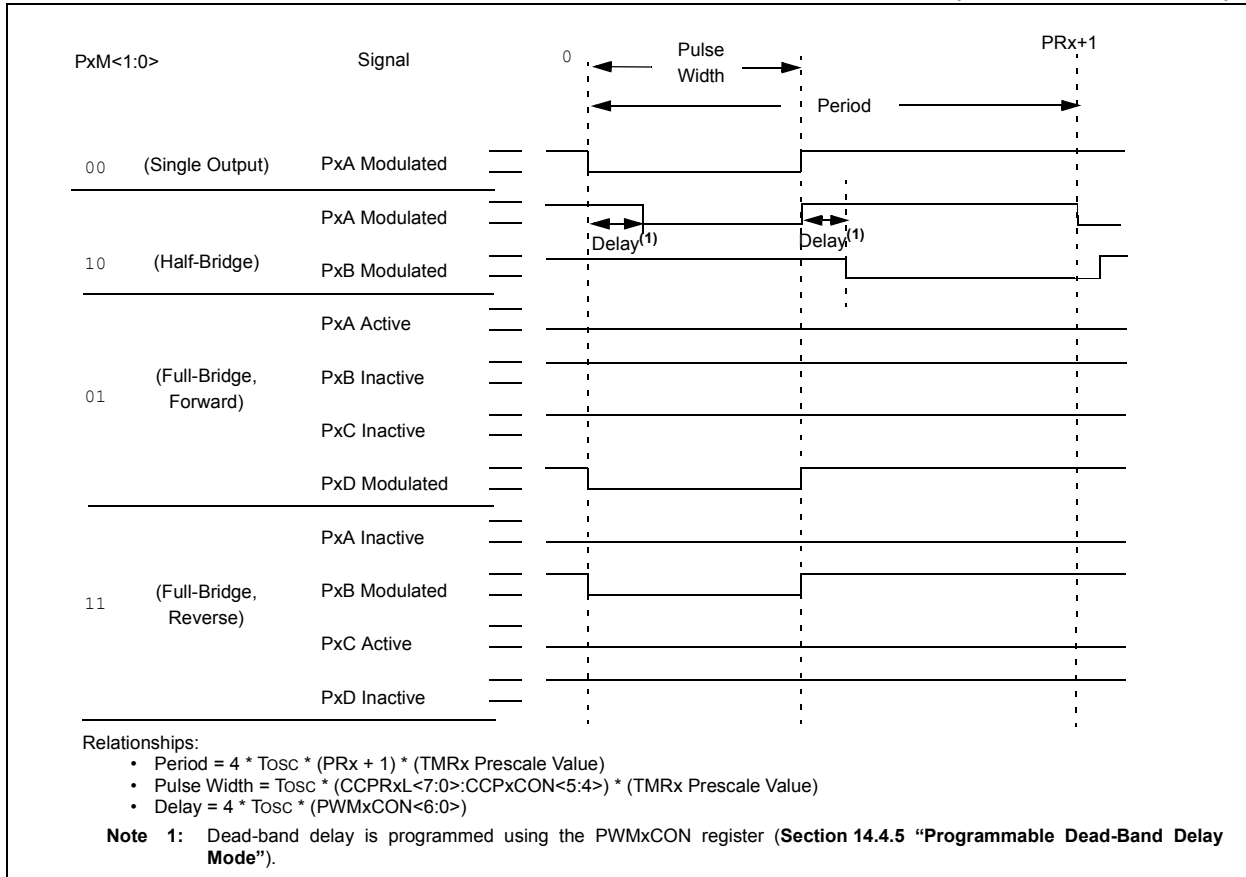 PxM<1:0> Signal 0 Pulse Width PRx+1
Period
00 (Single Output) PxA Modulated
PxA Modulated
Delay(1) Delay(1)
10 (Half-Bridge) PxB Modulated
PxA Active
01 (Full-Bridge, Forward) PxB Inactive
PxC Inactive
PxD Modulated
PxA Inactive
11 (Full-Bridge, Reverse) PxB Modulated
PxC Active
PxD Inactive
Relationships:
• Period = 4 * TOSC * (PRx + 1) * (TMRx Prescale Value)
• Pulse Width = TOSC * (CCPRxL<7:0>:CCPxCON<5:4>) * (TMRx Prescale Value)
• Delay = 4 * TOSC * (PWMxCON<6:0>)
Note 1: Dead-band delay is programmed using the PWMxCON register (Section 14.4.5 “Programmable Dead-Band Delay
Mode”).